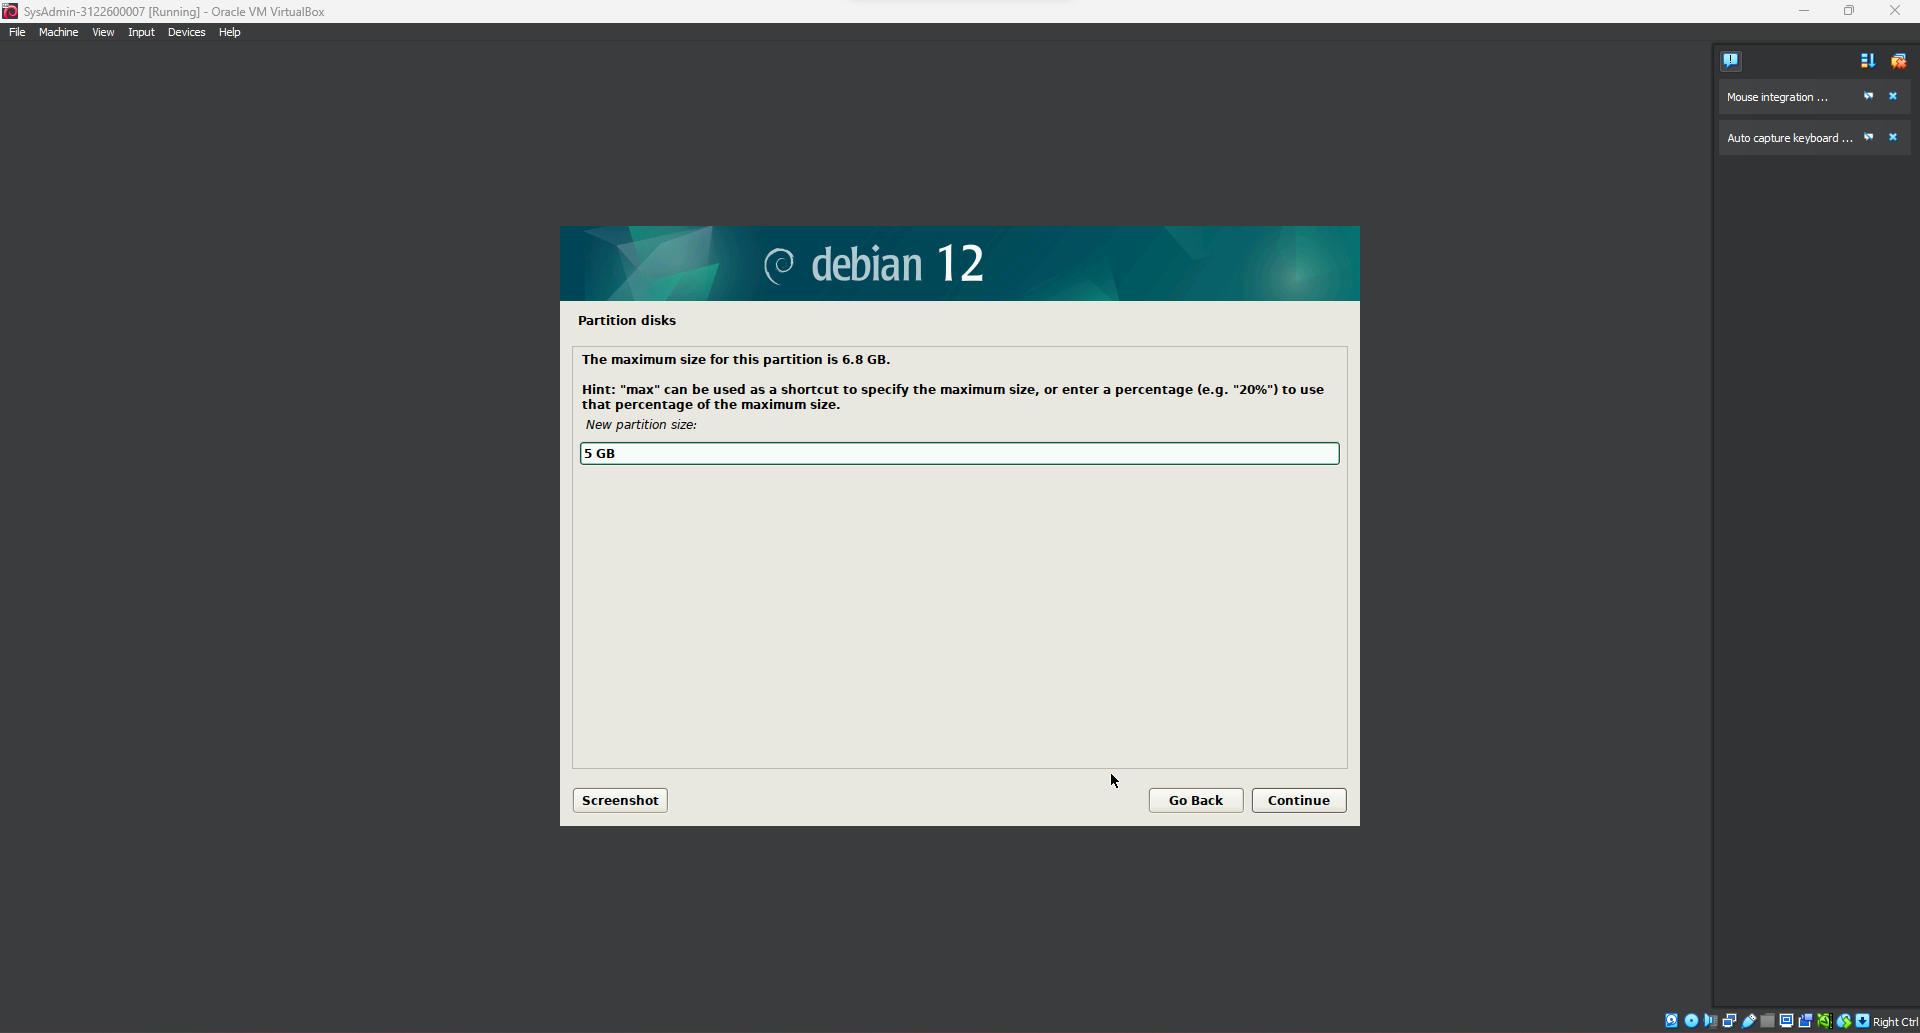 SysAdmin-3122600007 [Running] - Oracle VM VirtualBox
File Machine View Input Devices Help
Mouse integration ...
Auto capture keyboard ...
debian 12
Partition disks
The maximum size for this partition is 6.8 GB.
Hint: "max" can be used as a shortcut to specify the maximum size, or enter a percentage (e.g. "20%") to use
that percentage of the maximum size.
New partition size:
5 GB
Screenshot
Go Back
Continue
Right Ctrl